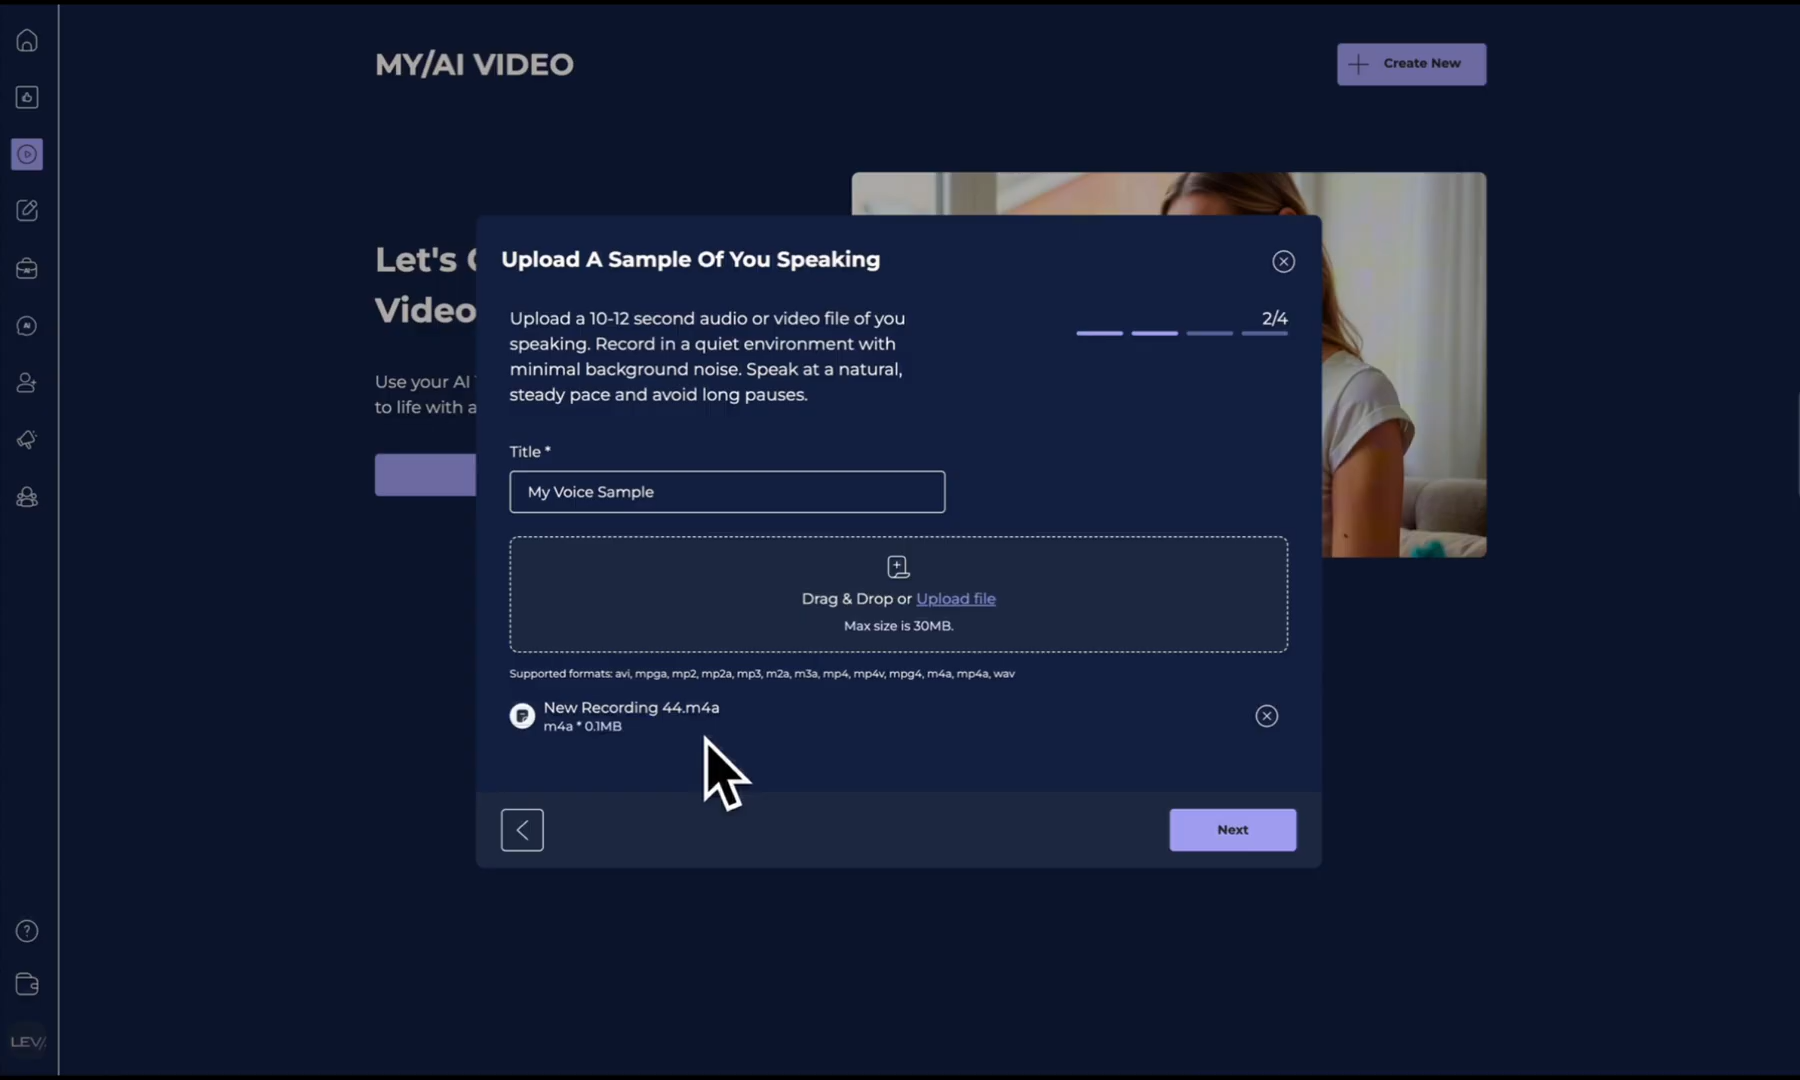 MY/AI VIDEO
Create New
Let's
Video
Use your AI
to life with a
Upload A Sample Of You Speaking
Upload a 10-12 second audio or video file of you
speaking. Record in a quiet environment with
minimal background noise. Speak at a natural,
steady pace and avoid long pauses.
2/4
Title *
My Voice Sample
Drag & Drop or Upload file
Max size is 30MB.
Supported formats: avi, mpga, mp2, mp2a, mp3, m2a, m3a, mp4, mp4v, mpg4, m4a, mp4a, wav
New Recording 44.m4a
m4a * 0.1MB
Next
AI
AI
LEV/